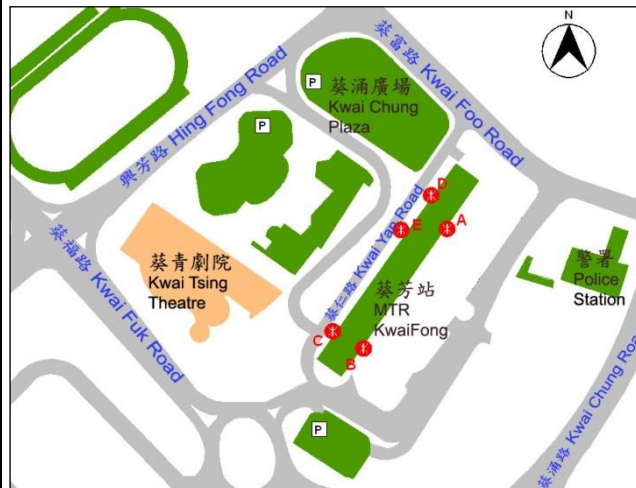 N
葵富路 Kwai Foo Road
P
葵涌廣場
Kwai Chung
Plaza
興芳路 Hing Fong Road
P
D
A
E
葵仁路 Kwai Yan Road
葵青劇院
Kwai Tsing
Theatre
葵福路 Kwai Fuk Road
警署
Police
Station
葵芳站
MTR
KwaiFong
C
B
P
葵涌路 Kwai Chung Road